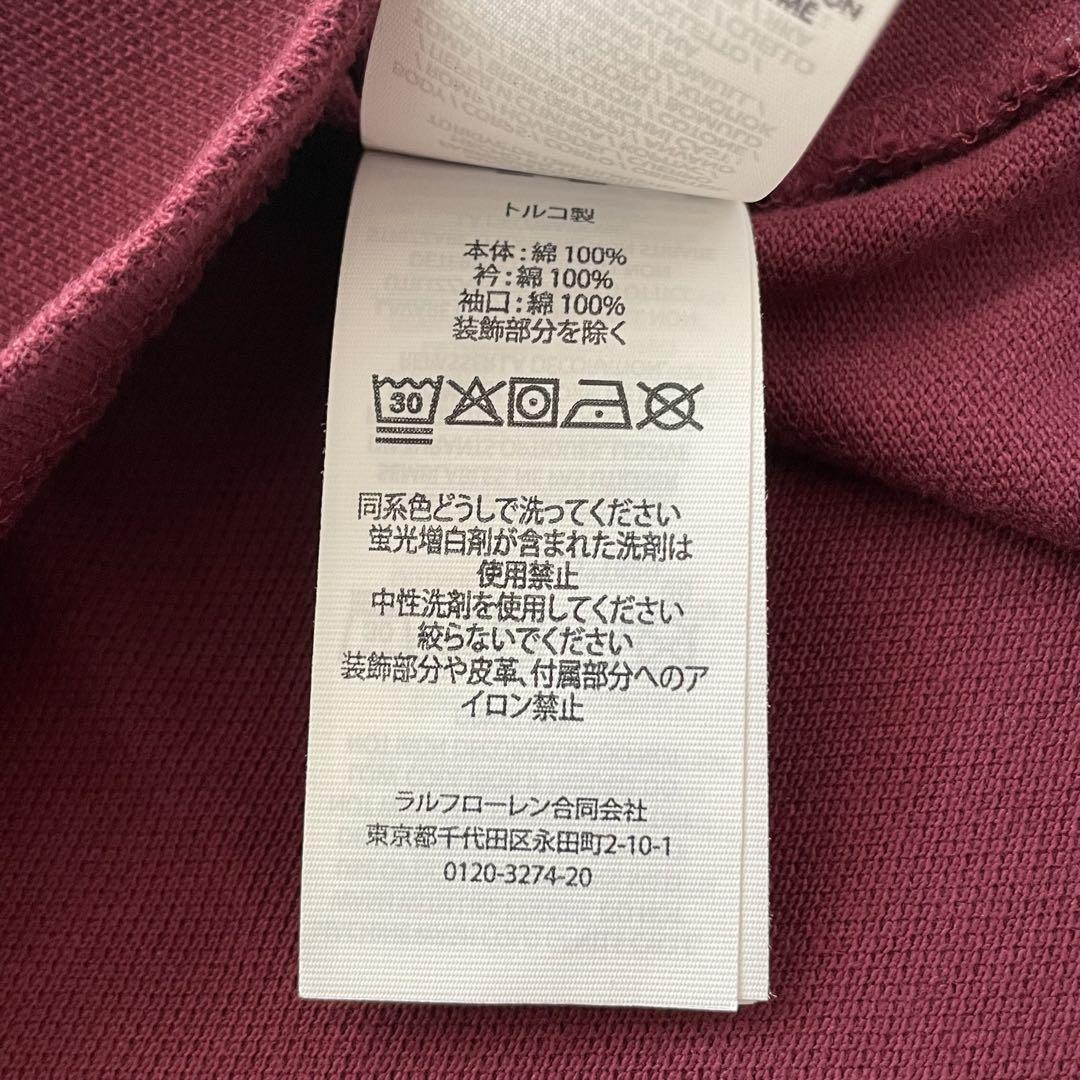 トルコ製
本体：綿 100%
衿：綿 100%
袖口：綿 100%
装飾部分を除く
30
同系色どうしで洗ってください
蛍光増白剤が含まれた洗剤は
使用禁止
中性洗剤を使用してください
絞らないでください
装飾部分や皮革、付属部分へのア
イロン禁止
ラルフローレン合同会社
東京都千代田区永田町2-10-1
0120-3274-20